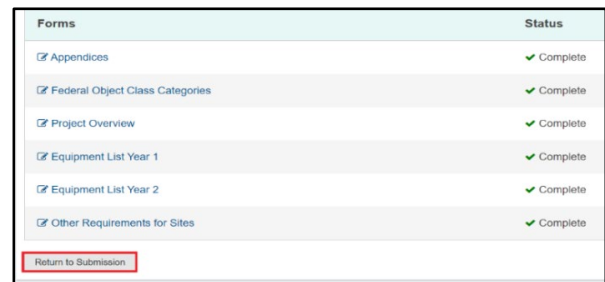 Forms Status
Appendices Complete
Federal Object Class Categories Complete
Project Overview Complete
Equipment List Year 1 Complete
Equipment List Year 2 Complete
Other Requirements for Sites Complete
Return to Submission